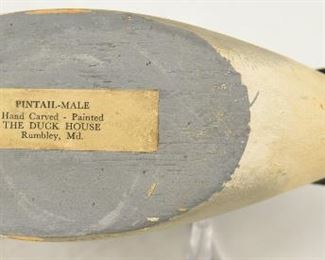 PINTAIL-MALE
Hand Carved - Painted
THE DUCK HOUSE
Rumbley, Md.